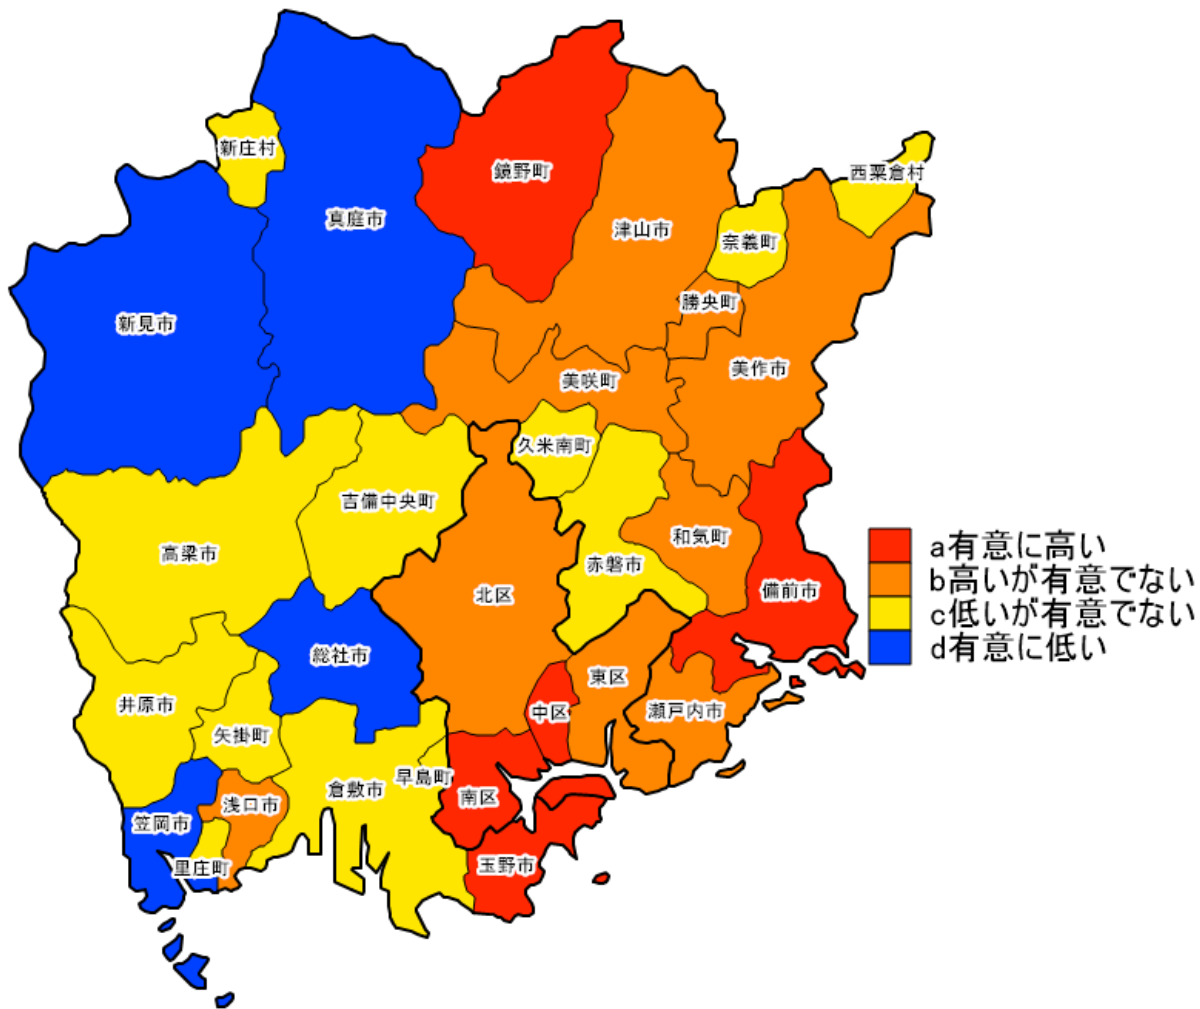 新庄村
鏡野町
西粟倉村
真庭市
津山市
奈義町
勝央町
新見市
美作市
美咲町
久米南町
吉備中央町
高梁市
和気町
赤磐市
備前市
北区
総社市
東区
井原市
中区
瀬戸内市
矢掛町
早島町
倉敷市
南区
浅口市
笠岡市
里庄町
玉野市
a有意に高い
b高いが有意でない
c低いが有意でない
d有意に低い